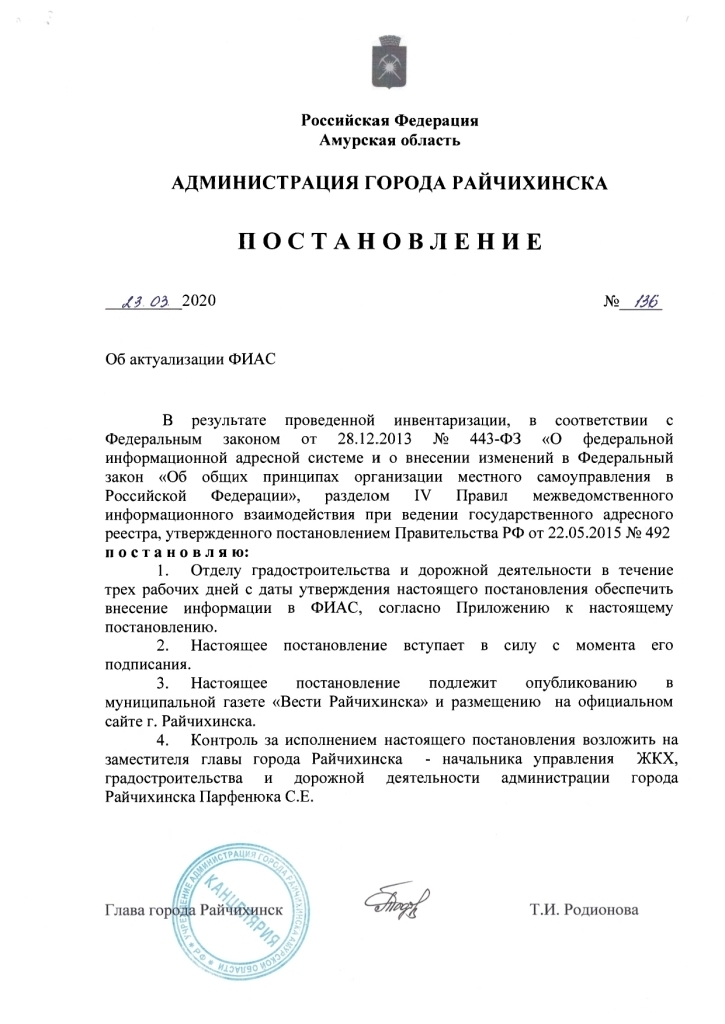 Российская Федерация
Амурская область
АДМИНИСТРАЦИЯ ГОРОДА РАЙЧИХИНСКА
П О С Т А Н О В Л Е Н И Е
23.03. 2020 № 136
Об актуализации ФИАС
В результате проведенной инвентаризации, в соответствии с
Федеральным законом от 28.12.2013 № 443-ФЗ «О федеральной
информационной адресной системе и о внесении изменений в Федеральный
закон «Об общих принципах организации местного самоуправления в
Российской Федерации», разделом IV Правил межведомственного
информационного взаимодействия при ведении государственного адресного
реестра, утвержденного постановлением Правительства РФ от 22.05.2015 № 492
п о с т а н о в л я ю:
1. Отделу градостроительства и дорожной деятельности в течение
трех рабочих дней с даты утверждения настоящего постановления обеспечить
внесение информации в ФИАС, согласно Приложению к настоящему
постановлению.
2. Настоящее постановление вступает в силу с момента его
подписания.
3. Настоящее постановление подлежит опубликованию в
муниципальной газете «Вести Райчихинска» и размещению на официальном
сайте г. Райчихинска.
4. Контроль за исполнением настоящего постановления возложить на
заместителя главы города Райчихинска - начальника управления ЖКХ,
градостроительства и дорожной деятельности администрации города
Райчихинска Парфенюка С.Е.
Глава города Райчихинск Т.И. Родионова
УЧРЕЖДЕНИЕ АДМИНИСТРАЦИЯ ГОРОДА РАЙЧИХИНСКА АМУРСКОЙ ОБЛАСТИ * РФ *
КАНЦЕЛЯРИЯ